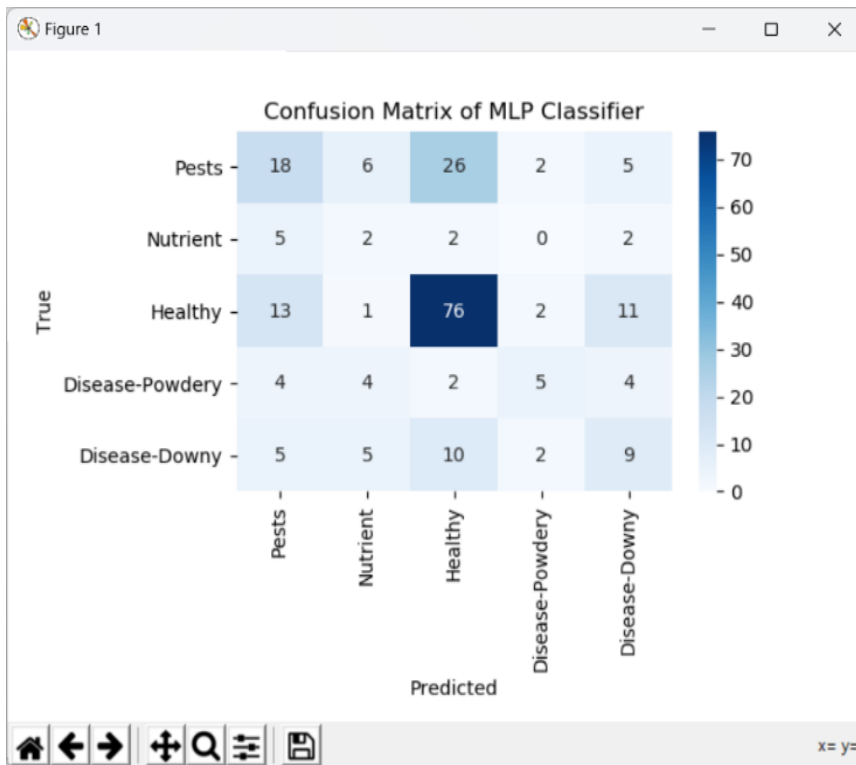 Figure 1
Confusion Matrix of MLP Classifier
Pests 18 6 26 2 5
Nutrient 5 2 2 0 2
Healthy 13 1 76 2 11
Disease-Powdery 4 4 2 5 4
Disease-Downy 5 5 10 2 9
True
70
60
50
40
30
20
10
0
Pests
Nutrient
Healthy
Disease-Powdery
Disease-Downy
Predicted
x= y=